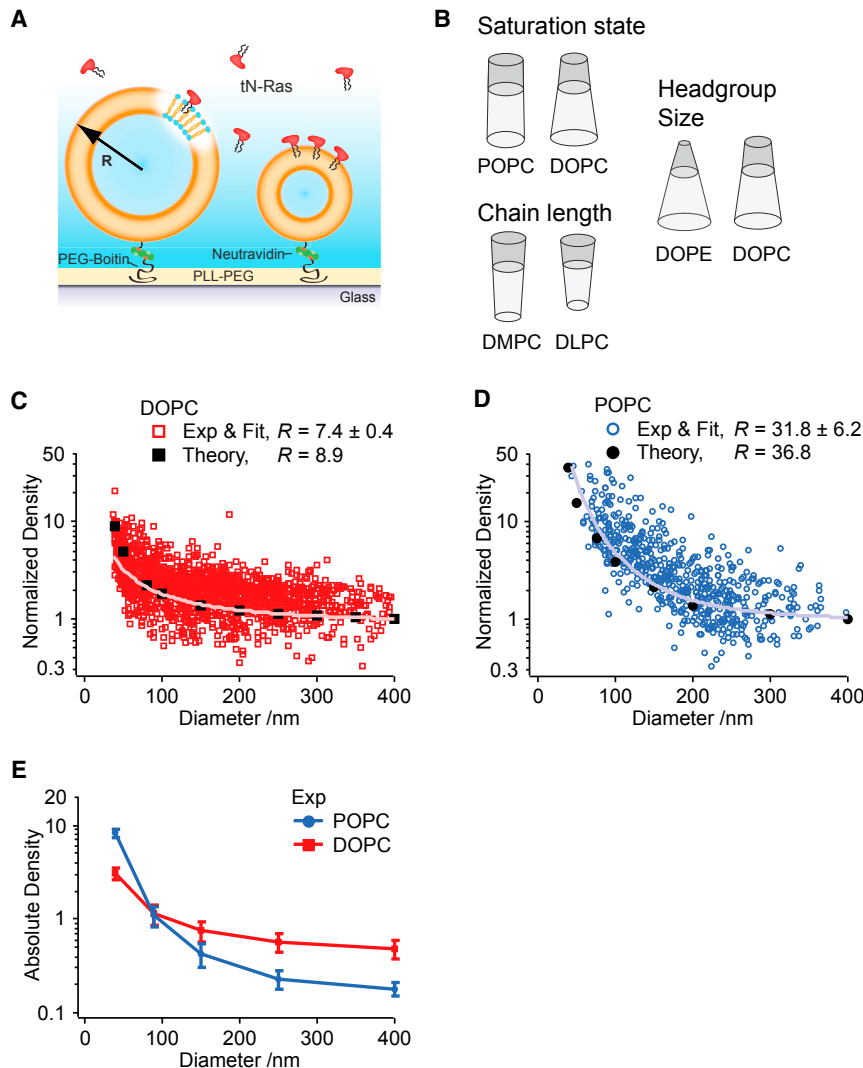 A
tN-Ras
R
PEG-Boitin
Neutravidin
PLL-PEG
Glass
B
Saturation state
POPC
DOPC
Headgroup
Size
DOPE
DOPC
Chain length
DMPC
DLPC
C
DOPC
Exp & Fit, R = 7.4 ± 0.4
Theory, R = 8.9
Normalized Density
50
10
1
0.3
0
100
200
300
400
Diameter /nm
D
POPC
Exp & Fit, R = 31.8 ± 6.2
Theory, R = 36.8
Normalized Density
50
10
1
0.3
0
100
200
300
400
Diameter /nm
E
Exp
POPC
DOPC
Absolute Density
20
10
1
0.1
0
100
200
300
400
Diameter /nm